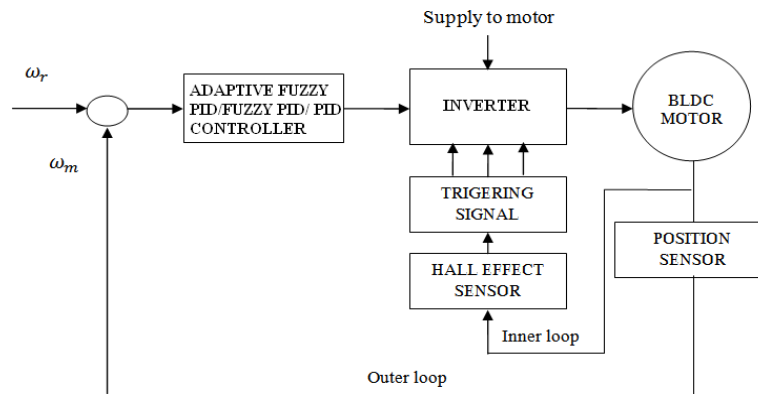 Supply to motor
ω_r
ADAPTIVE FUZZY
PID/FUZZY PID/ PID
CONTROLLER
INVERTER
BLDC
MOTOR
ω_m
TRIGERING
SIGNAL
POSITION
SENSOR
HALL EFFECT
SENSOR
Inner loop
Outer loop